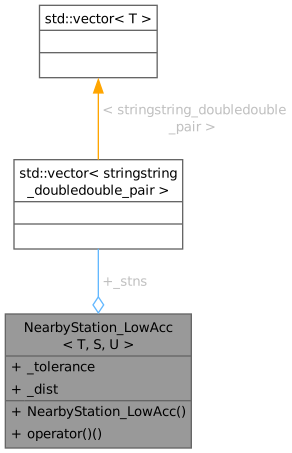 std::vector< T >
< stringstring_doubledouble
_pair >
std::vector< stringstring
_doubledouble_pair >
+_stns
NearbyStation_LowAcc
< T, S, U >
+ _tolerance
+ _dist
+ NearbyStation_LowAcc()
+ operator()()